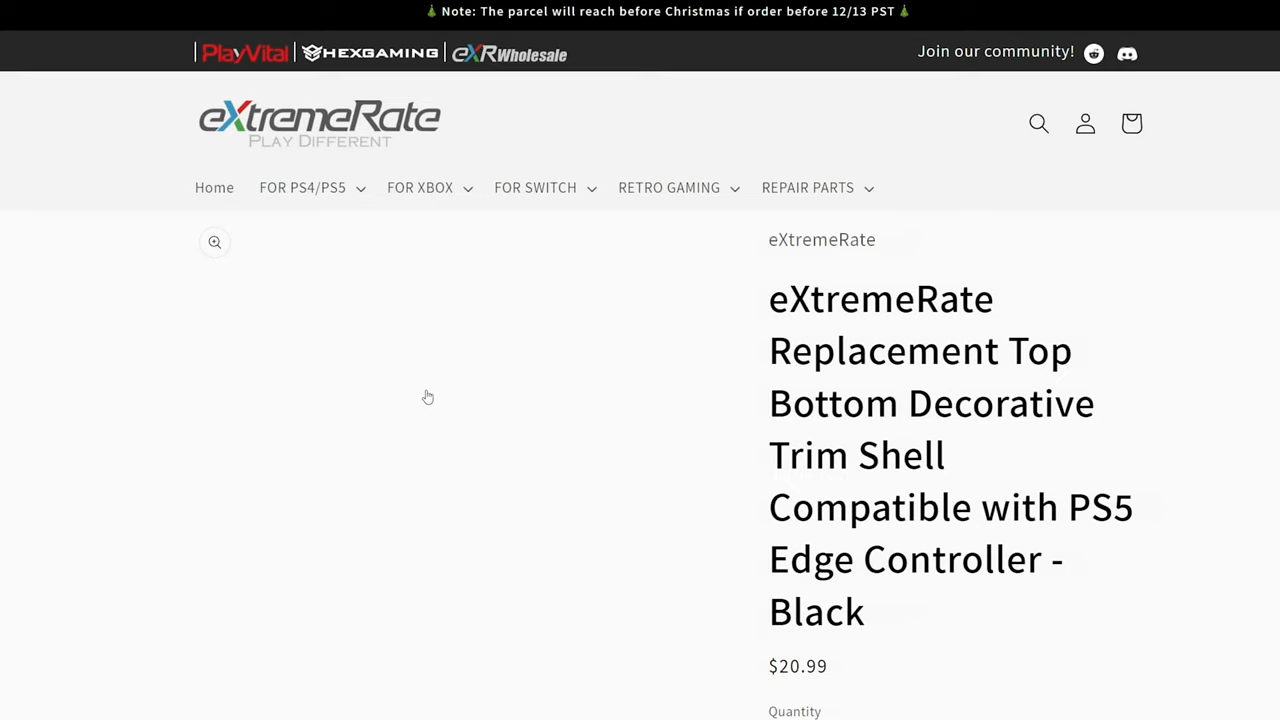 🎄 Note: The parcel will reach before Christmas if order before 12/13 PST 🎄
PlayVital HEXGAMING eXRWholesale Join our community!
eXtremeRate
PLAY DIFFERENT
Home FOR PS4/PS5 FOR XBOX FOR SWITCH RETRO GAMING REPAIR PARTS
eXtremeRate
eXtremeRate
Replacement Top
Bottom Decorative
Trim Shell
Compatible with PS5
Edge Controller -
Black
$20.99
Quantity